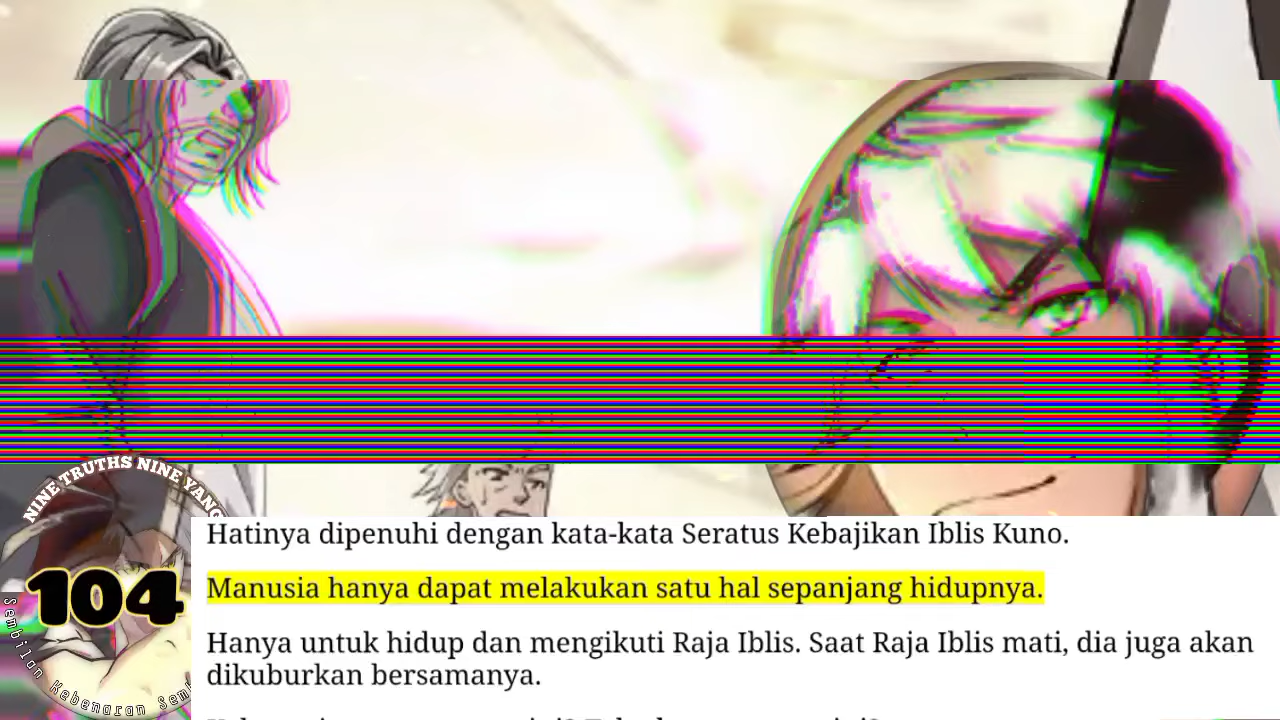 NINE TRUTHS NINE YANG
104
Sembilan Kebenaran Sem
Hatinya dipenuhi dengan kata-kata Seratus Kebajikan Iblis Kuno.
Manusia hanya dapat melakukan satu hal sepanjang hidupnya.
Hanya untuk hidup dan mengikuti Raja Iblis. Saat Raja Iblis mati, dia juga akan
dikuburkan bersamanya.